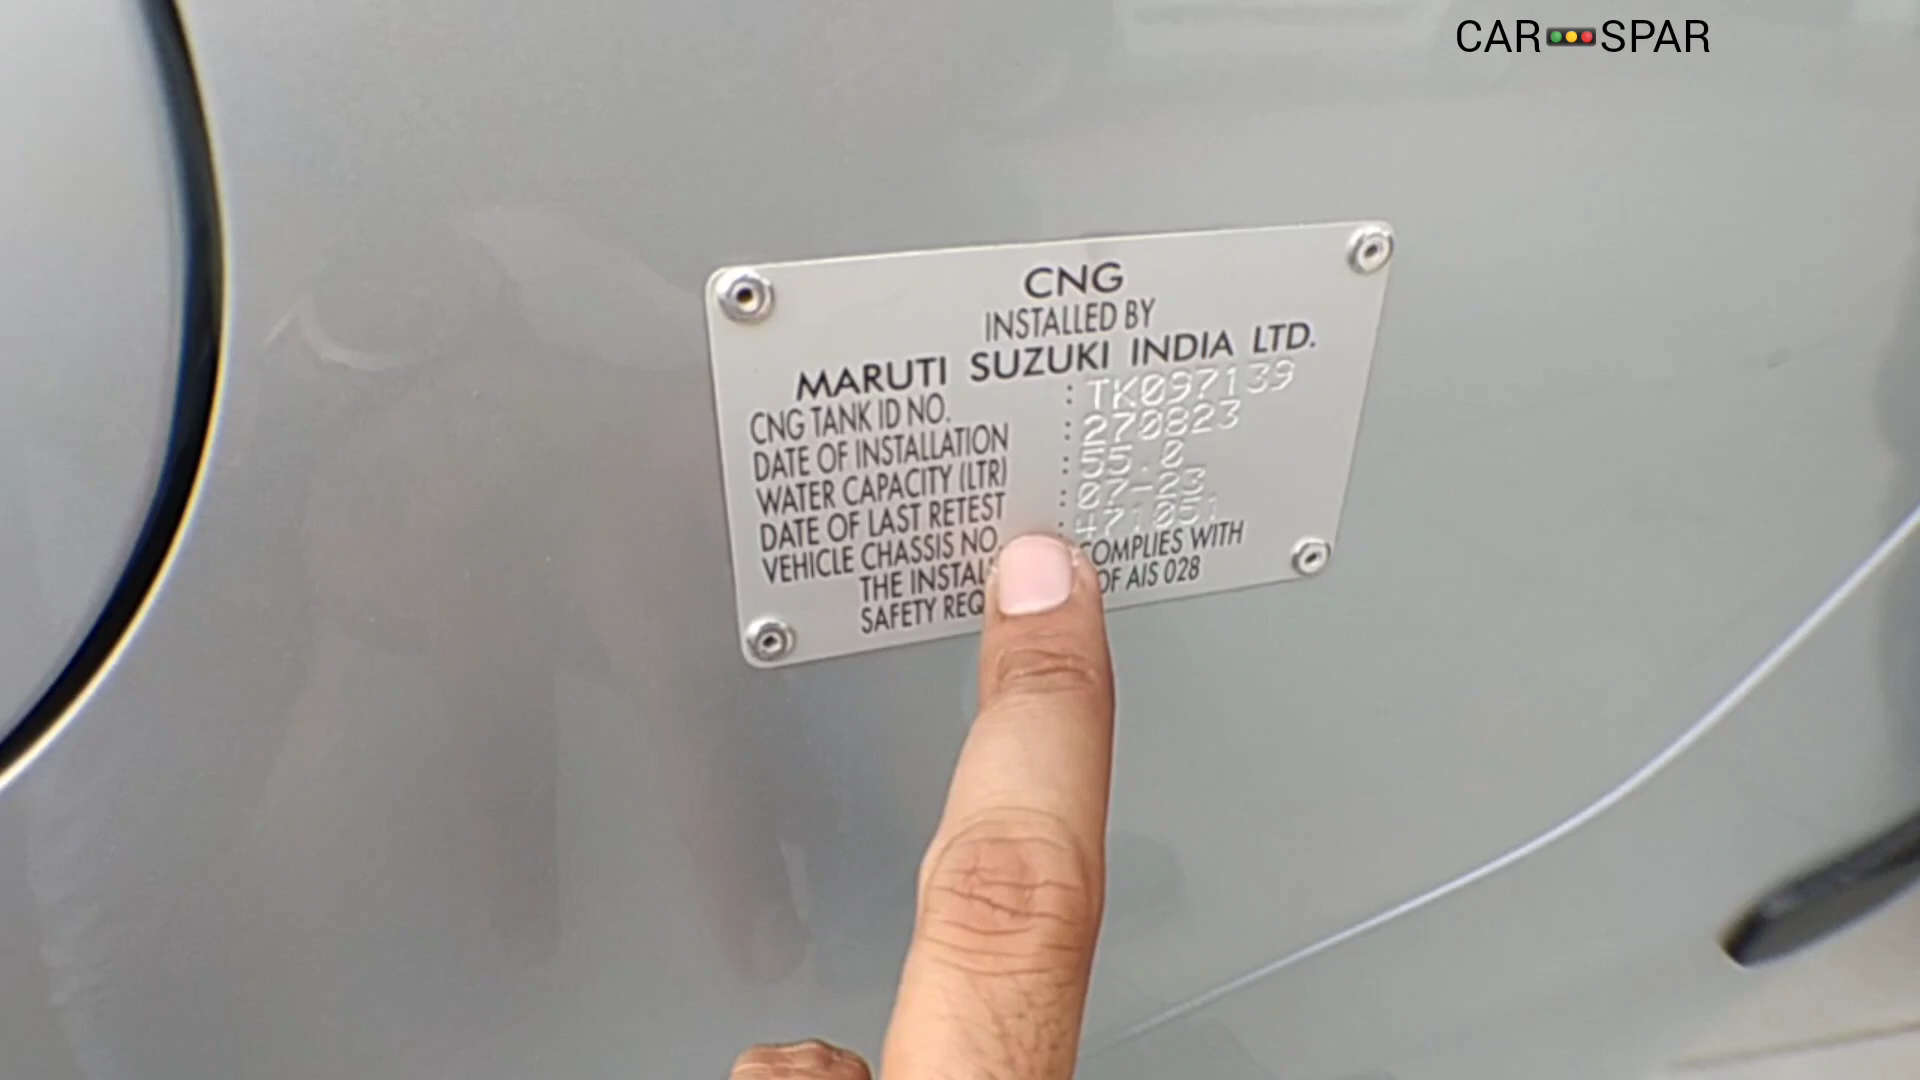 CAR🚥SPAR
CNG
INSTALLED BY
MARUTI SUZUKI INDIA LTD.
CNG TANK ID NO. : TK097139
DATE OF INSTALLATION : 270823
WATER CAPACITY (LTR) : 55.0
DATE OF LAST RETEST : 07-23
VEHICLE CHASSIS NO. : 471051
THE COMPLIES WITH
SAFETY OF AIS 028